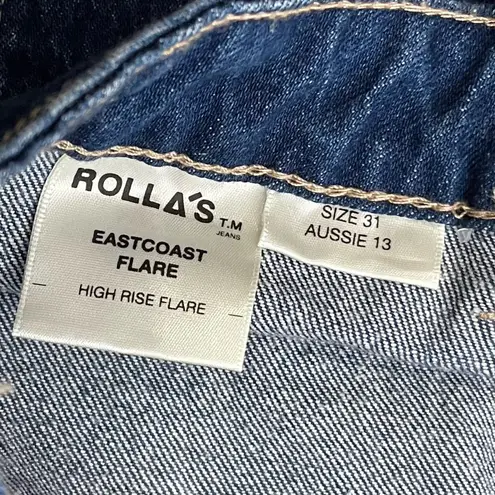 ROLLA'S T.M
JEANS
EASTCOAST
FLARE
HIGH RISE FLARE
SIZE 31
AUSSIE 13